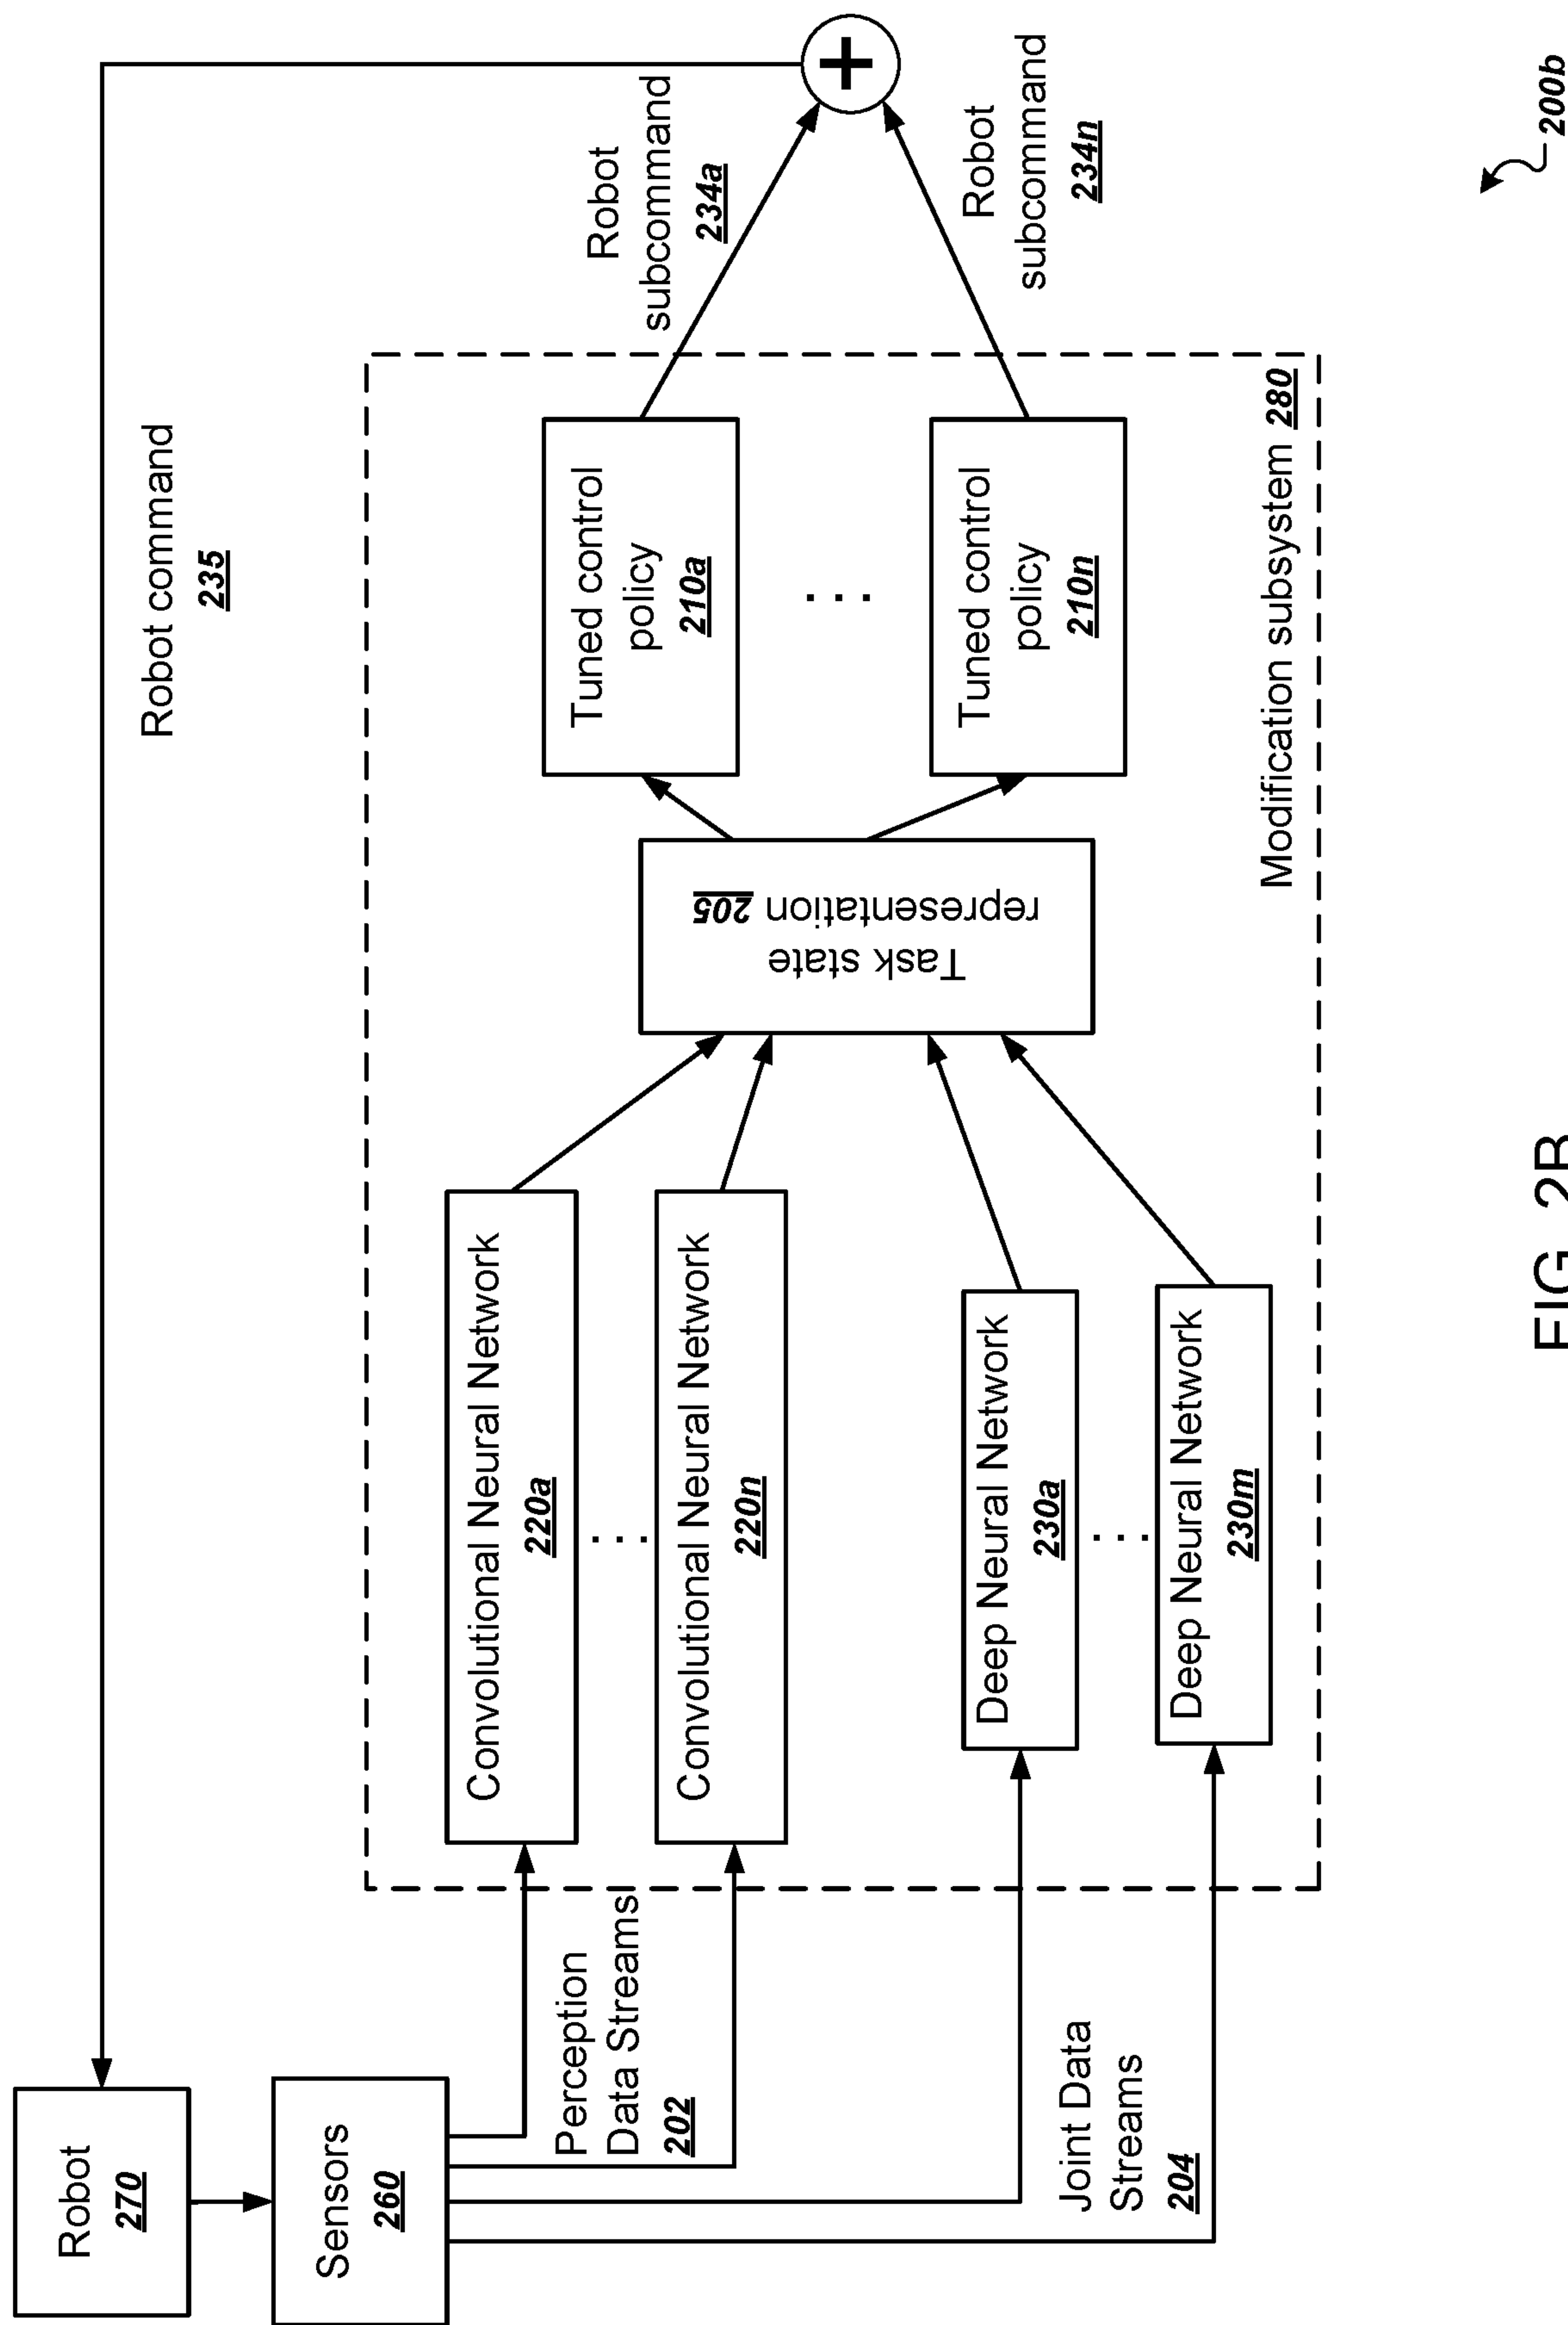 Robot
270
Sensors
260
Robot command
235
Perception
Data Streams
202
Joint Data
Streams
204
Convolutional Neural Network
220a
. . .
Convolutional Neural Network
220n
Deep Neural Network
230a
. . .
Deep Neural Network
230m
Task state
representation 205
Tuned control
policy
210a
. . .
Tuned control
policy
210n
Modification subsystem 280
Robot
subcommand
234a
+
Robot
subcommand
234n
200b
FIG. 2B